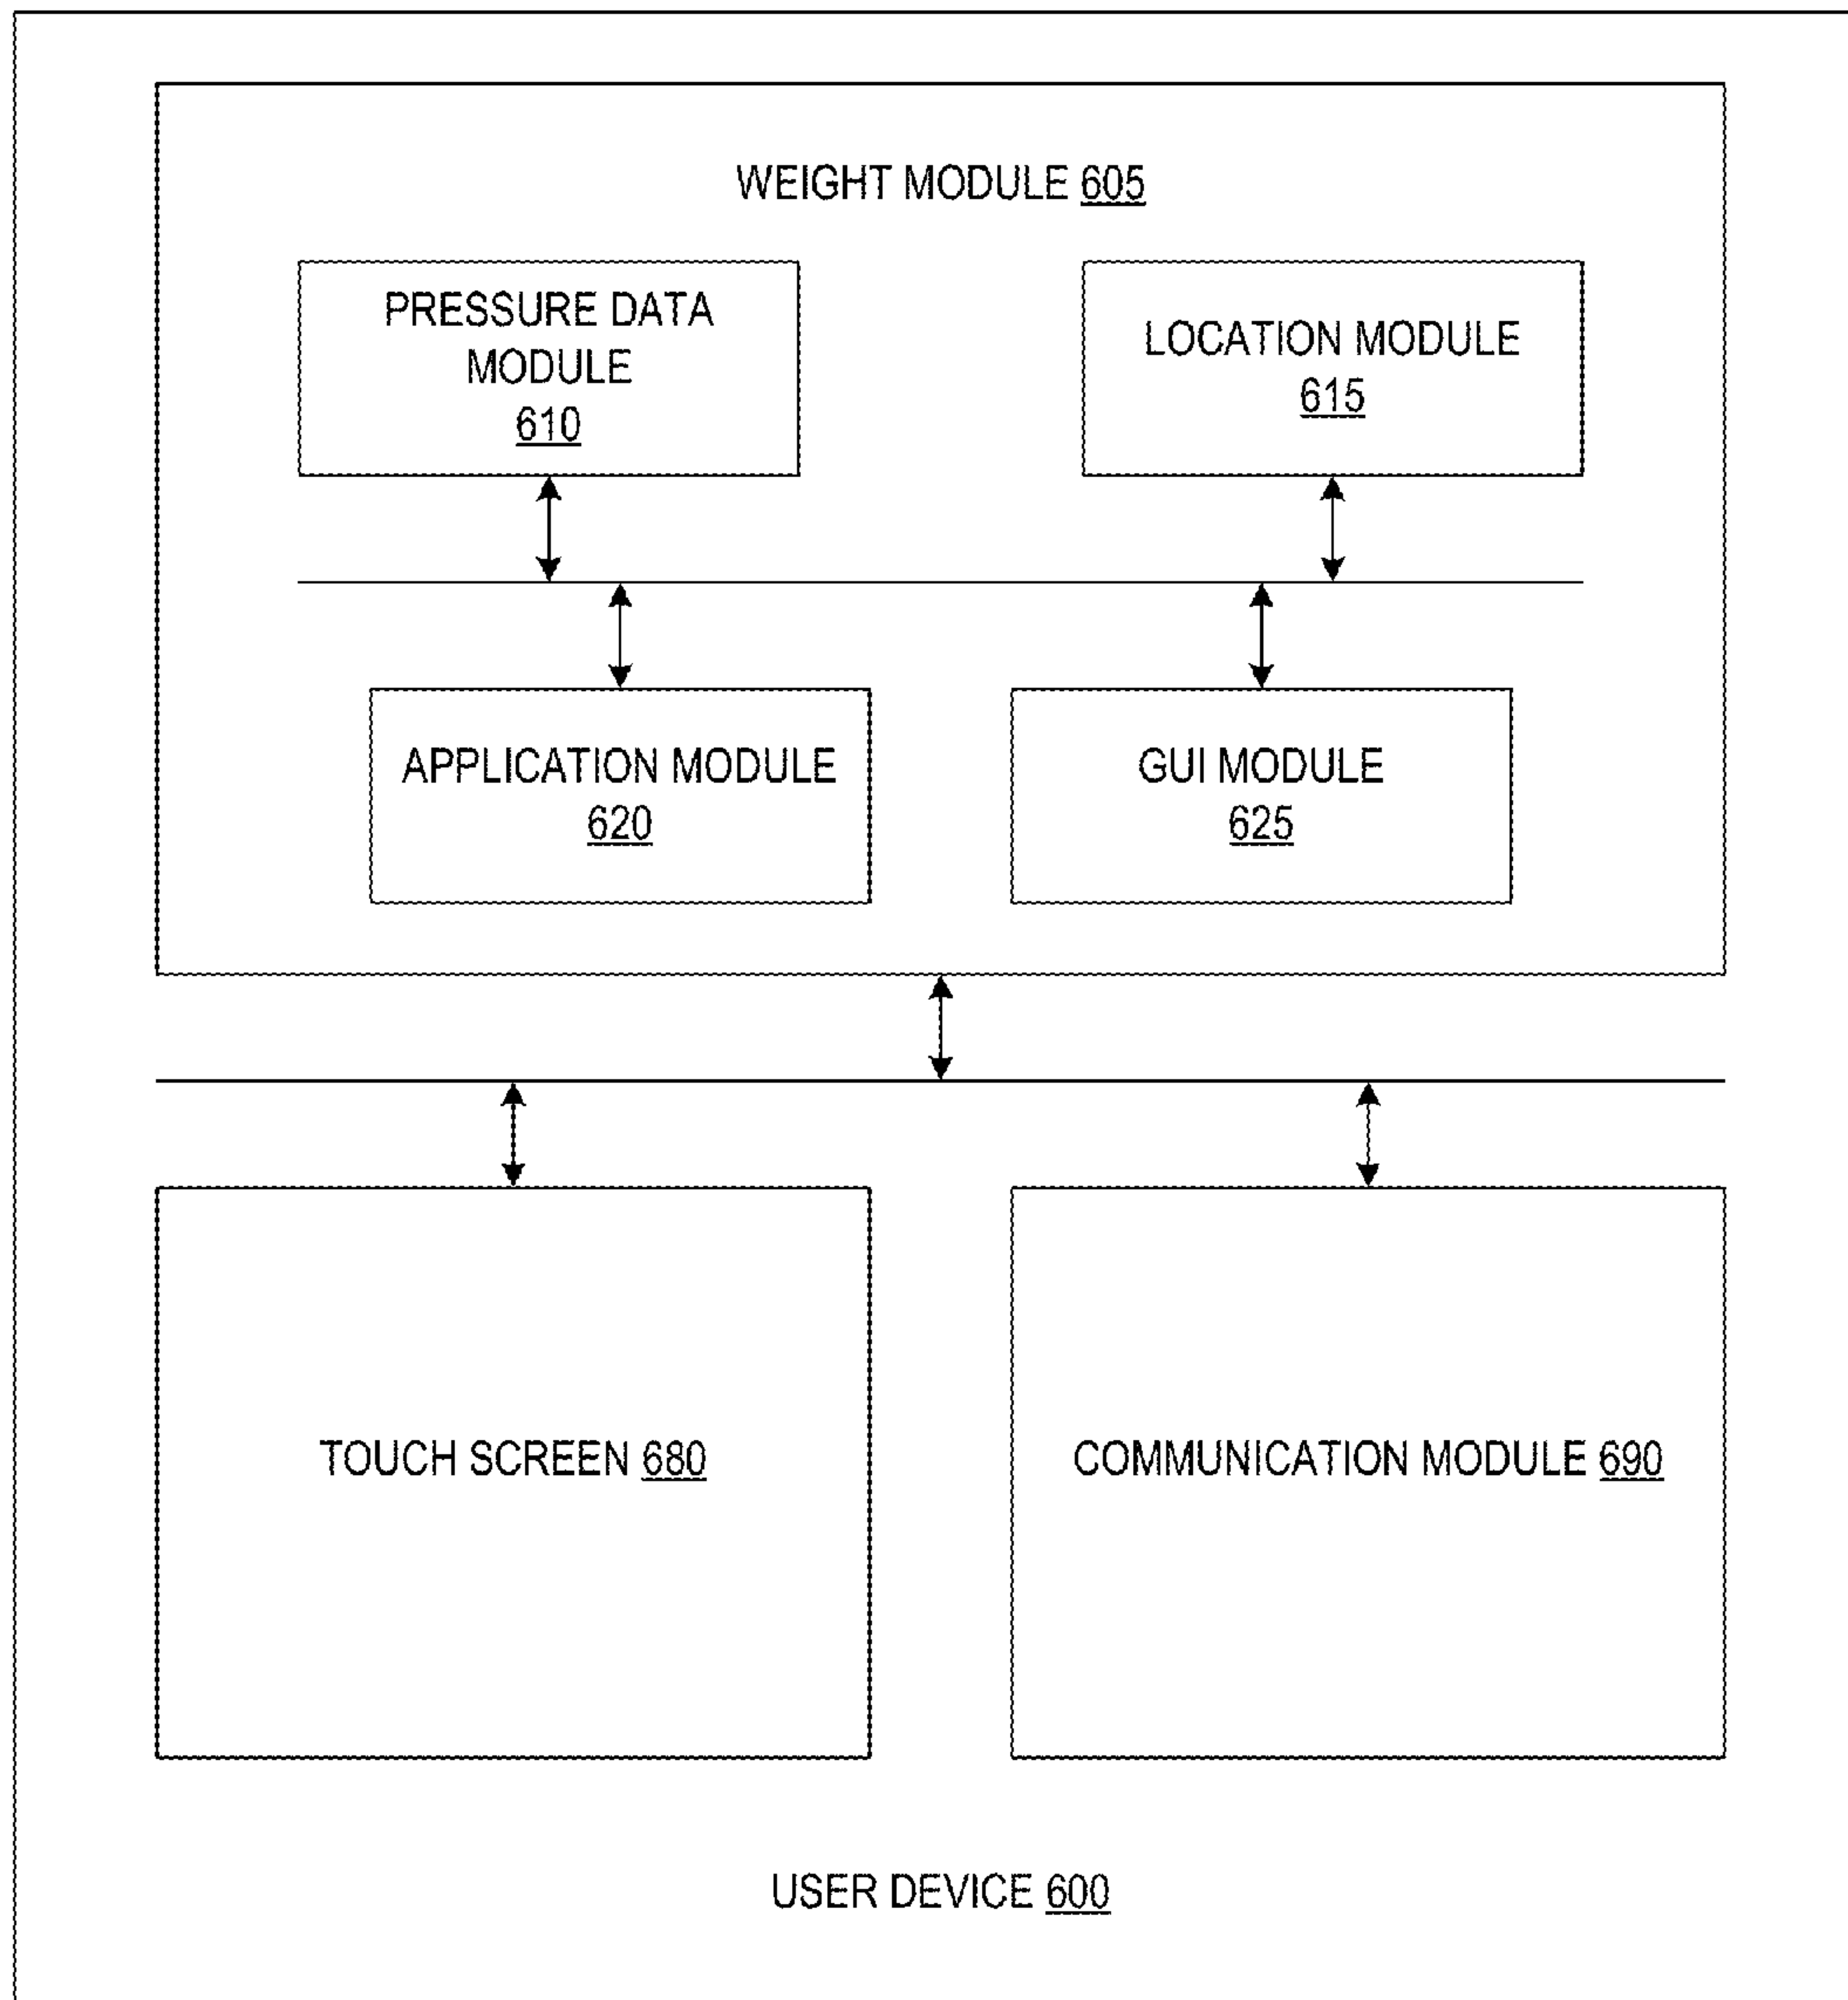 WEIGHT MODULE 605
PRESSURE DATA
MODULE
610
LOCATION MODULE
615
APPLICATION MODULE
620
GUI MODULE
625
TOUCH SCREEN 680
COMMUNICATION MODULE 690
USER DEVICE 600